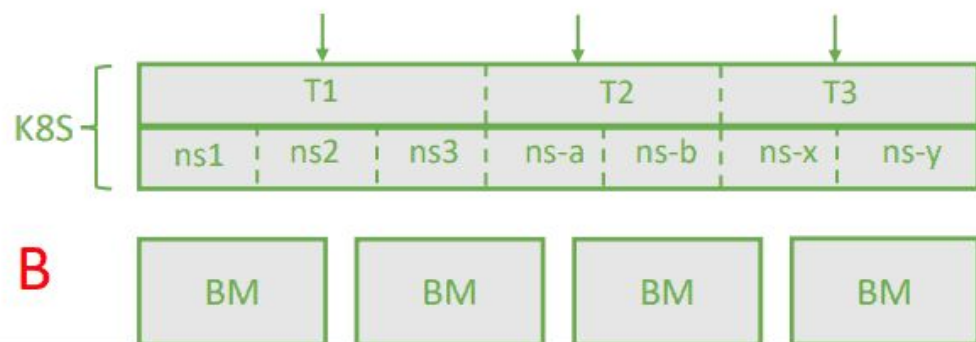 T1 T2 T3
K8S
ns1 ns2 ns3 ns-a ns-b ns-x ns-y
B BM BM BM BM